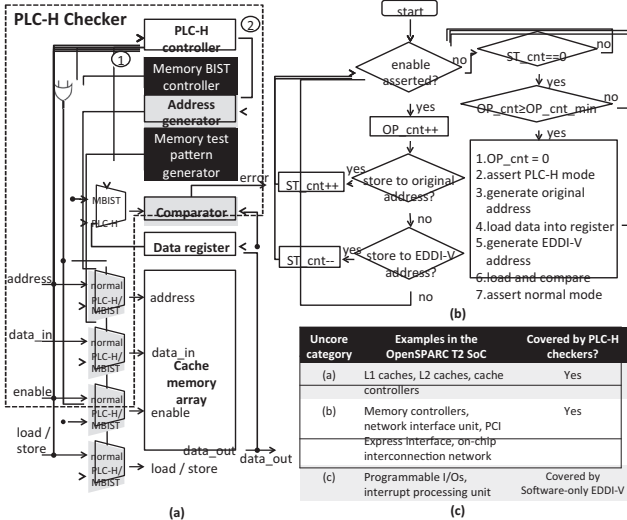 PLC-H Checker
2
PLC-H
controller
1
Memory BIST
controller
Address
generator
Memory test
pattern
generator
error
MBIST
PLC-H
Comparator
Data register
address
normal
PLC-H/
MBIST
address
data_in
normal
PLC-H/
MBIST
data_in
Cache
memory
array
enable
normal
PLC-H/
MBIST
enable
load /
store
normal
PLC-H/
MBIST
load / store
data_out
data_out
(a)
start
enable
asserted?
no
yes
OP_cnt++
store to original
address?
yes
ST_cnt++
no
store to EDDI-V
address?
yes
ST_cnt--
no
ST_cnt==0
no
yes
OP_cnt≥OP_cnt_min
no
yes
1.OP_cnt = 0
2.assert PLC-H mode
3.generate original
address
4.load data into register
5.generate EDDI-V
address
6.load and compare
7.assert normal mode
(b)
Uncore category
Examples in the OpenSPARC T2 SoC
Covered by PLC-H checkers?
(a)
L1 caches, L2 caches, cache
controllers
Yes
(b)
Memory controllers,
network interface unit, PCI
Express Interface, on-chip
interconnection network
Yes
(c)
Programmable I/Os,
interrupt processing unit
Covered by
Software-only EDDI-V
(c)